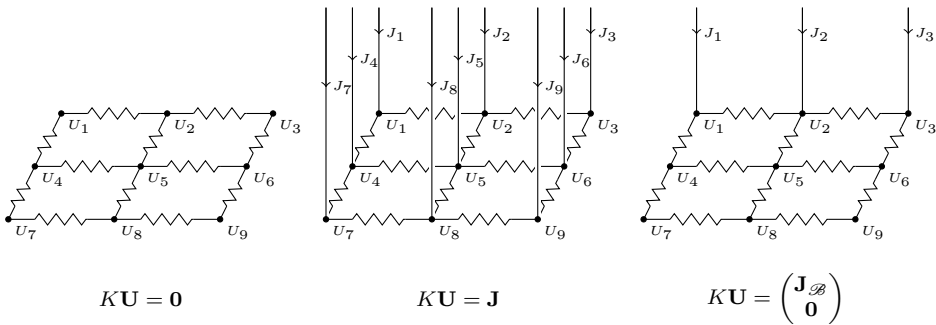 J₁ J₂ J₃
J₄ J₅ J₆
J₇ J₈ J₉
J₁ J₂ J₃
U₁ U₂ U₃
U₄ U₅ U₆
U₇ U₈ U₉
U₁ U₂ U₃
U₄ U₅ U₆
U₇ U₈ U₉
U₁ U₂ U₃
U₄ U₅ U₆
U₇ U₈ U₉
KU = 0
KU = J
KU = (J_ℬ 0)